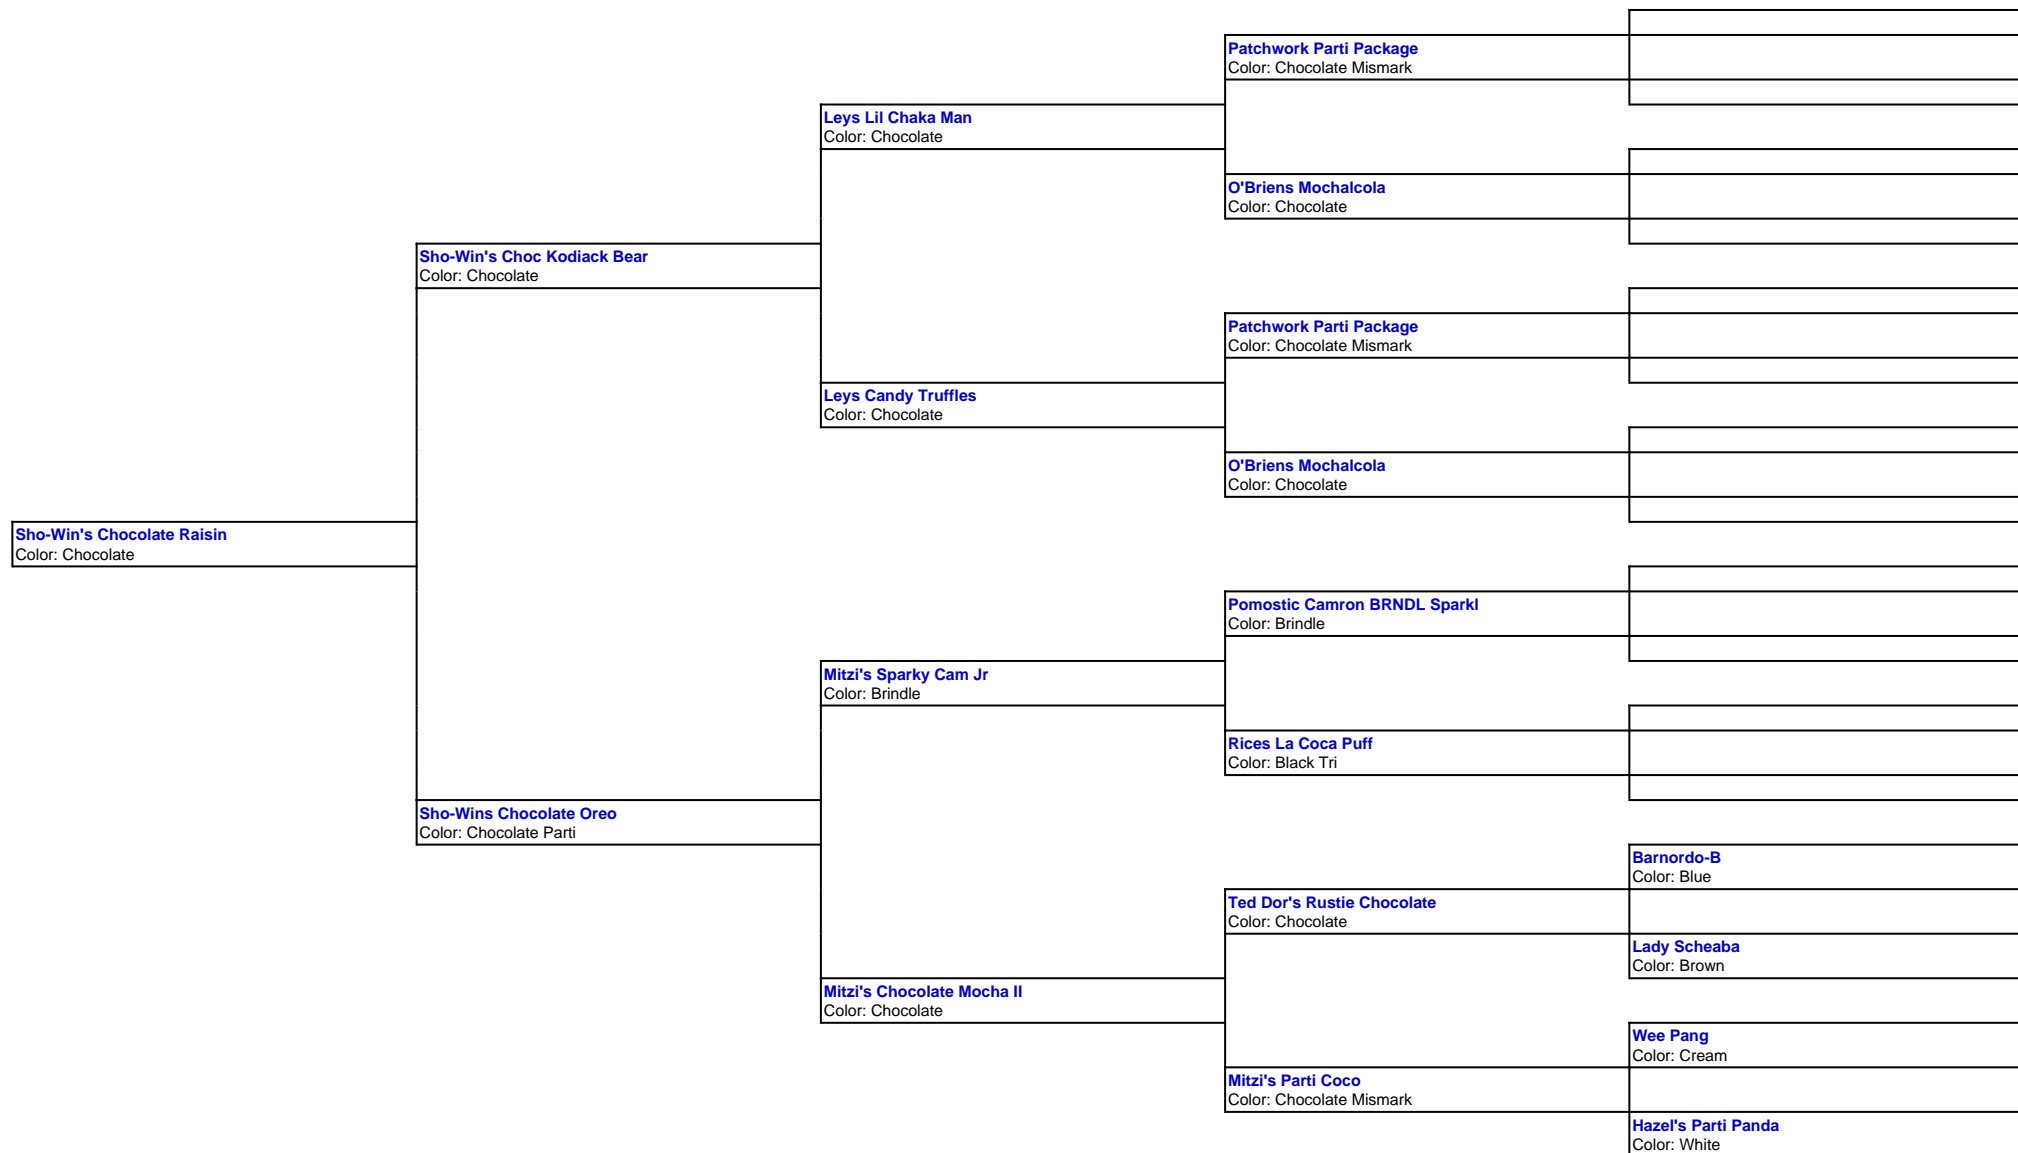 Patchwork Parti Package
Color: Chocolate Mismark
Leys Lil Chaka Man
Color: Chocolate
O'Briens Mochalcola
Color: Chocolate
Sho-Win's Choc Kodiack Bear
Color: Chocolate
Patchwork Parti Package
Color: Chocolate Mismark
Leys Candy Truffles
Color: Chocolate
O'Briens Mochalcola
Color: Chocolate
Sho-Win's Chocolate Raisin
Color: Chocolate
Pomostic Camron BRNDL Sparkl
Color: Brindle
Mitzi's Sparky Cam Jr
Color: Brindle
Rices La Coca Puff
Color: Black Tri
Sho-Wins Chocolate Oreo
Color: Chocolate Parti
Barnordo-B
Color: Blue
Ted Dor's Rustie Chocolate
Color: Chocolate
Lady Scheaba
Color: Brown
Mitzi's Chocolate Mocha II
Color: Chocolate
Wee Pang
Color: Cream
Mitzi's Parti Coco
Color: Chocolate Mismark
Hazel's Parti Panda
Color: White